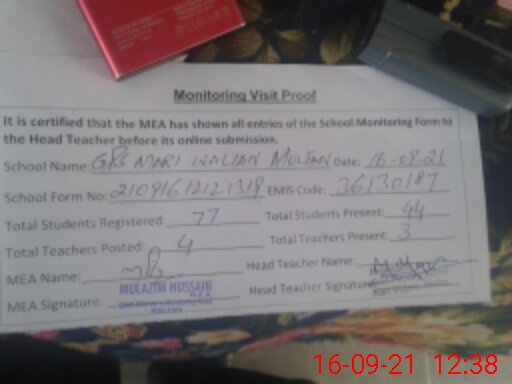 Monitoring Visit Proof
It is certified that the MEA has shown all entries of the School Monitoring form to
the Head Teacher before its online submission.
School Name: GPS MARI WALIAN MULTAN Date: 16-09-21
School Form No: 21091612121319 EMIS Code: 36130187
Total Students Registered: 77 Total Students Present: 44
Total Teachers Posted: 4 Total Teachers Present: 3
MEA Name: Head Teacher Name:
MULAZIM HUSSAIN
MEA Signature: Head Teacher Signature
16-09-21 12:38